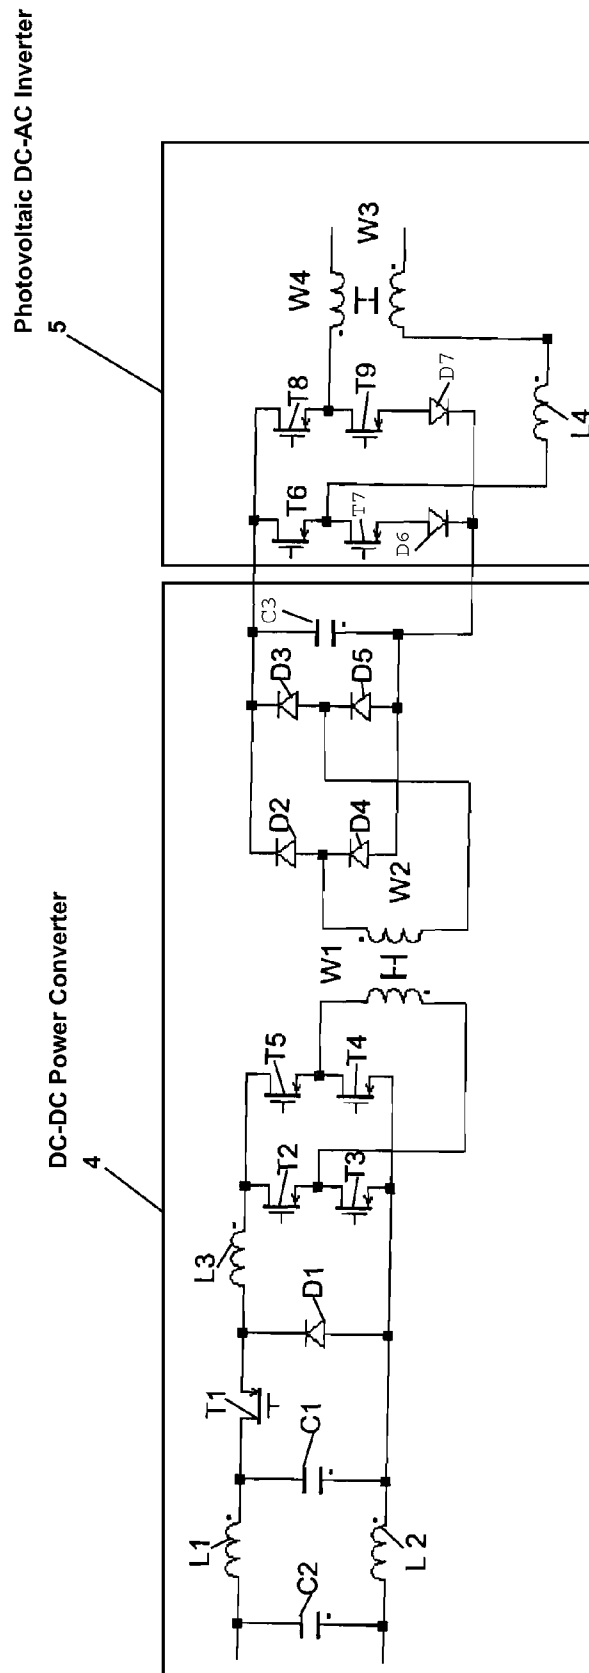 DC-DC Power Converter
4
L1
C2
L2
C1
T1
D1
L3
T2
T3
T5
T4
W1
W2
D2
D4
D3
D5
C3
Photovoltaic DC-AC Inverter
5
T6
T7
D6
T8
T9
D7
L4
W4
W3